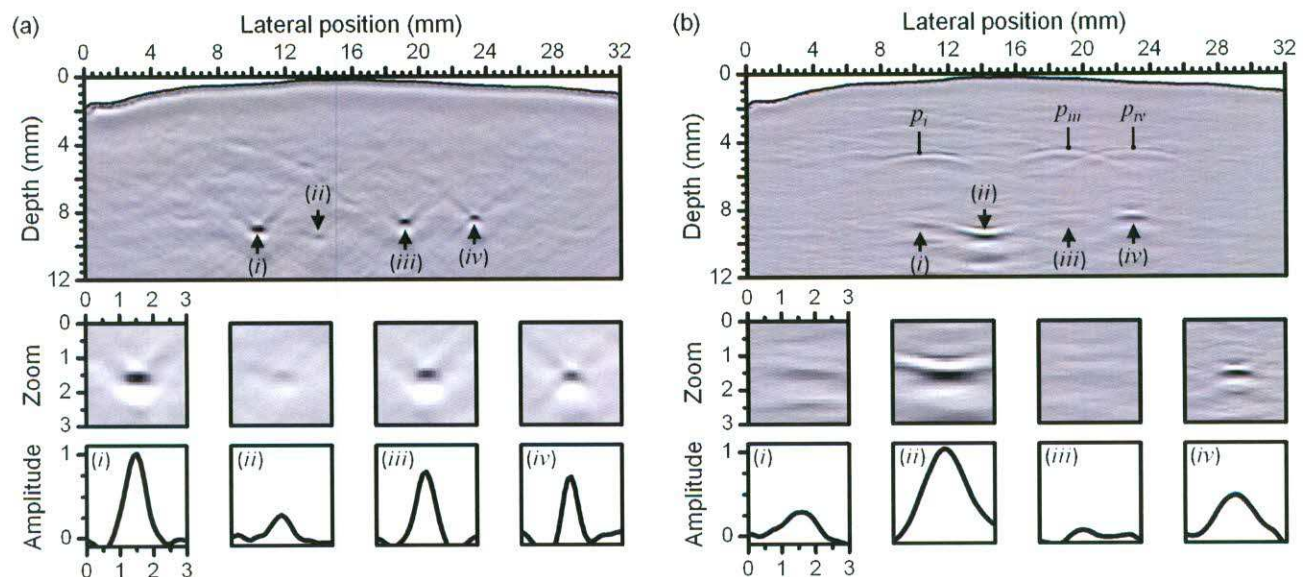 (a)
Lateral position (mm)
0 4 8 12 16 20 24 28 32
Depth (mm)
0
4
8
12
(i)
(ii)
(iii)
(iv)
0 1 2 3
Zoom
0
1
2
3
Amplitude
1
0
(i)
(ii)
(iii)
(iv)
0 1 2 3
(b)
Lateral position (mm)
0 4 8 12 16 20 24 28 32
Depth (mm)
0
4
8
12
pi
piii
piv
(ii)
(i)
(iii)
(iv)
0 1 2 3
Zoom
0
1
2
3
Amplitude
1
0
(i)
(ii)
(iii)
(iv)
0 1 2 3